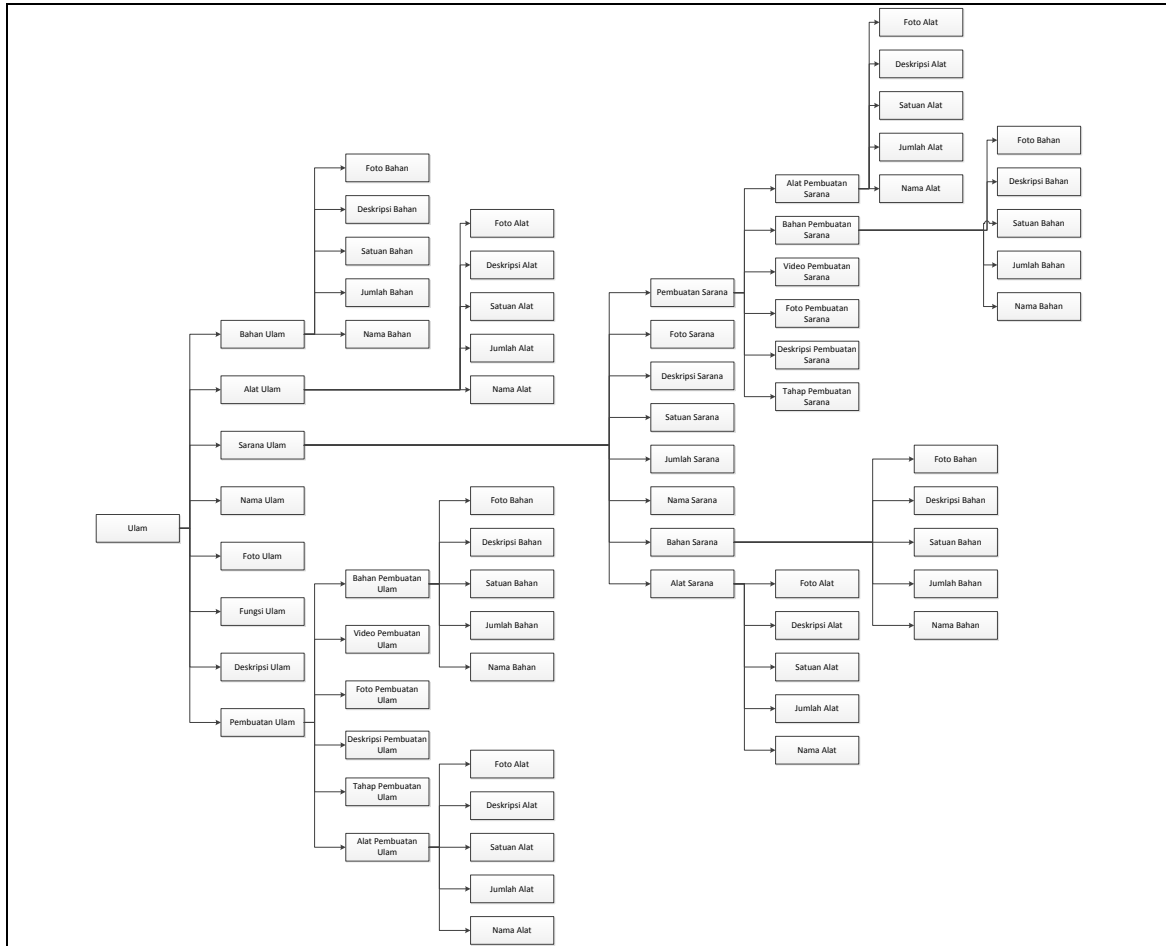 Ulam
Bahan Ulam
Alat Ulam
Sarana Ulam
Nama Ulam
Foto Ulam
Fungsi Ulam
Deskripsi Ulam
Pembuatan Ulam
Foto Bahan
Deskripsi Bahan
Satuan Bahan
Jumlah Bahan
Nama Bahan
Foto Alat
Deskripsi Alat
Satuan Alat
Jumlah Alat
Nama Alat
Bahan Pembuatan
Ulam
Video Pembuatan
Ulam
Foto Pembuatan
Ulam
Deskripsi Pembuatan
Ulam
Tahap Pembuatan
Ulam
Alat Pembuatan
Ulam
Foto Bahan
Deskripsi Bahan
Satuan Bahan
Jumlah Bahan
Nama Bahan
Foto Alat
Deskripsi Alat
Satuan Alat
Jumlah Alat
Nama Alat
Pembuatan Sarana
Foto Sarana
Deskripsi Sarana
Satuan Sarana
Jumlah Sarana
Nama Sarana
Bahan Sarana
Alat Sarana
Alat Pembuatan
Sarana
Bahan Pembuatan
Sarana
Video Pembuatan
Sarana
Foto Pembuatan
Sarana
Deskripsi Pembuatan
Sarana
Tahap Pembuatan
Sarana
Foto Alat
Deskripsi Alat
Satuan Alat
Jumlah Alat
Nama Alat
Foto Bahan
Deskripsi Bahan
Satuan Bahan
Jumlah Bahan
Nama Bahan
Foto Bahan
Deskripsi Bahan
Satuan Bahan
Jumlah Bahan
Nama Bahan
Foto Alat
Deskripsi Alat
Satuan Alat
Jumlah Alat
Nama Alat